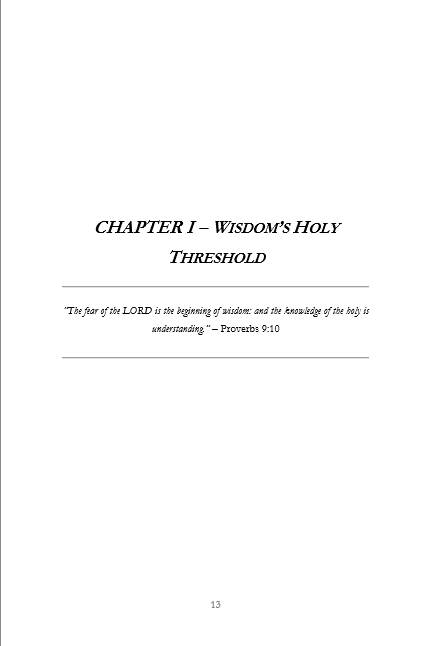 CHAPTER I – WISDOM'S HOLY
THRESHOLD
"The fear of the LORD is the beginning of wisdom: and the knowledge of the holy is
understanding." – Proverbs 9:10
13